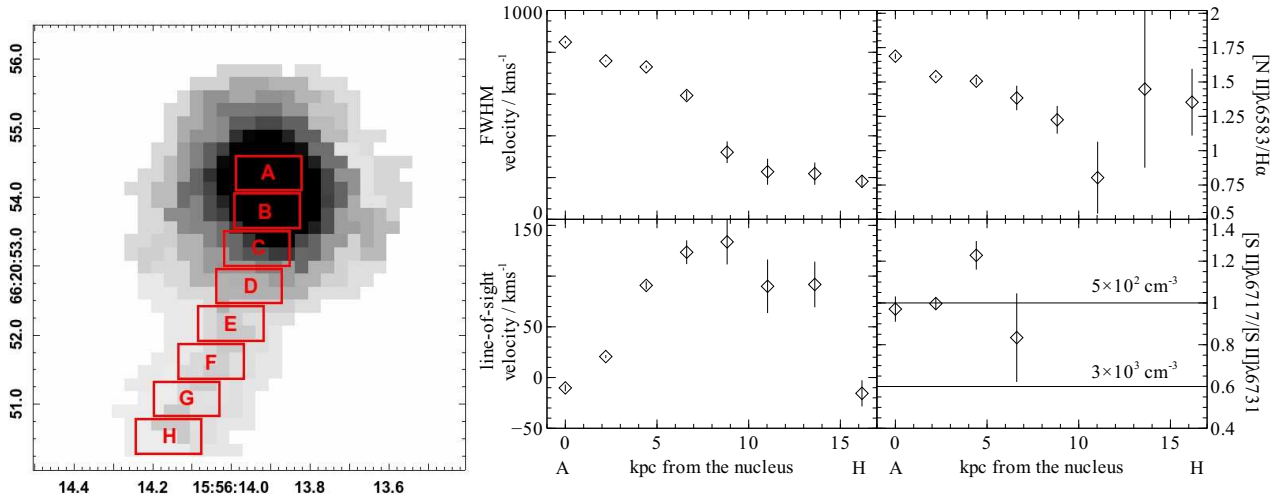 56.0
55.0
54.0
66:20:53.0
52.0
51.0
A
B
C
D
E
F
G
H
14.4
14.2
15:56:14.0
13.8
13.6
1000
0
FWHM
velocity / kms⁻¹
2
1.75
1.5
1.25
1
0.75
0.5
[N II]λ6583/Hα
150
50
0
−50
line-of-sight
velocity / kms⁻¹
0
5
10
15
A
kpc from the nucleus
H
5×10² cm⁻³
3×10³ cm⁻³
1.4
1.2
1
0.8
0.6
0.4
[S II]λ6717/[S II]λ6731
0
5
10
15
A
kpc from the nucleus
H